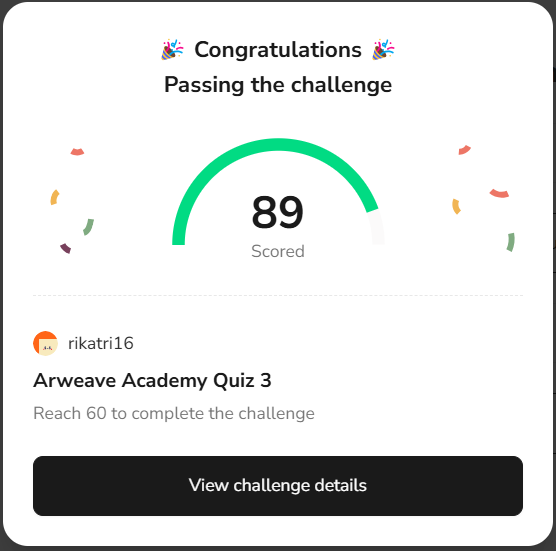 🎉 Congratulations 🎉
Passing the challenge
89
Scored
rikatri16
Arweave Academy Quiz 3
Reach 60 to complete the challenge
View challenge details